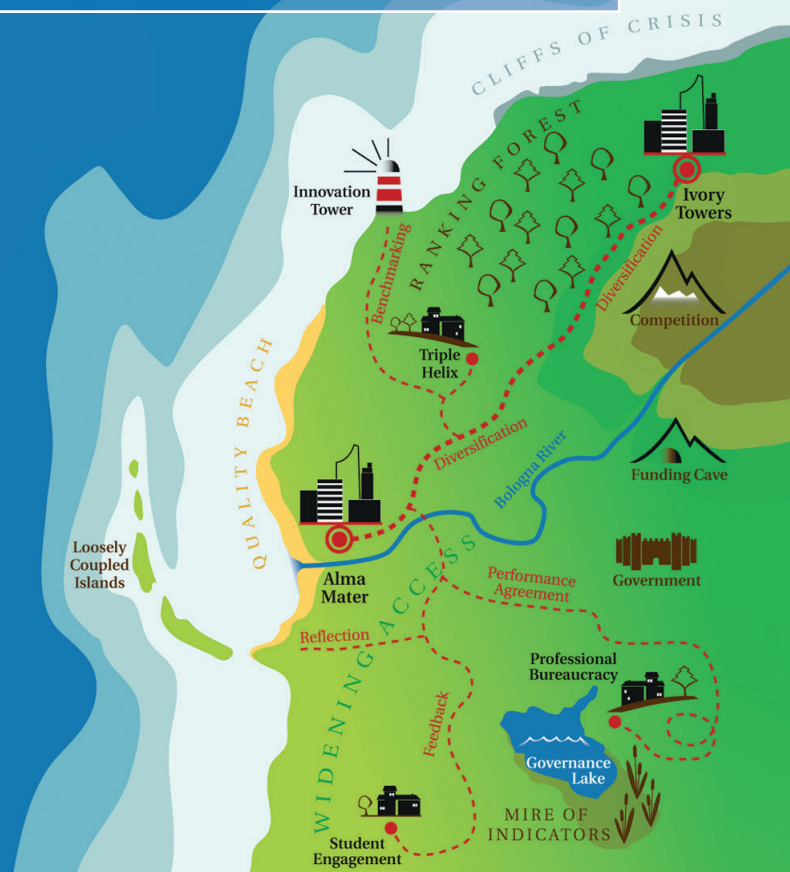 CLIFFS OF CRISIS
RANKING FOREST
Innovation
Tower
Ivory
Towers
Benchmarking
Diversification
Competition
Triple
Helix
QUALITY BEACH
Diversification
Bologna River
Funding Cave
Loosely
Coupled
Islands
Alma
Mater
WIDENING ACCESS
Performance
Agreement
Government
Reflection
Professional
Bureaucracy
Feedback
Governance
Lake
MIRE OF
INDICATORS
Student
Engagement